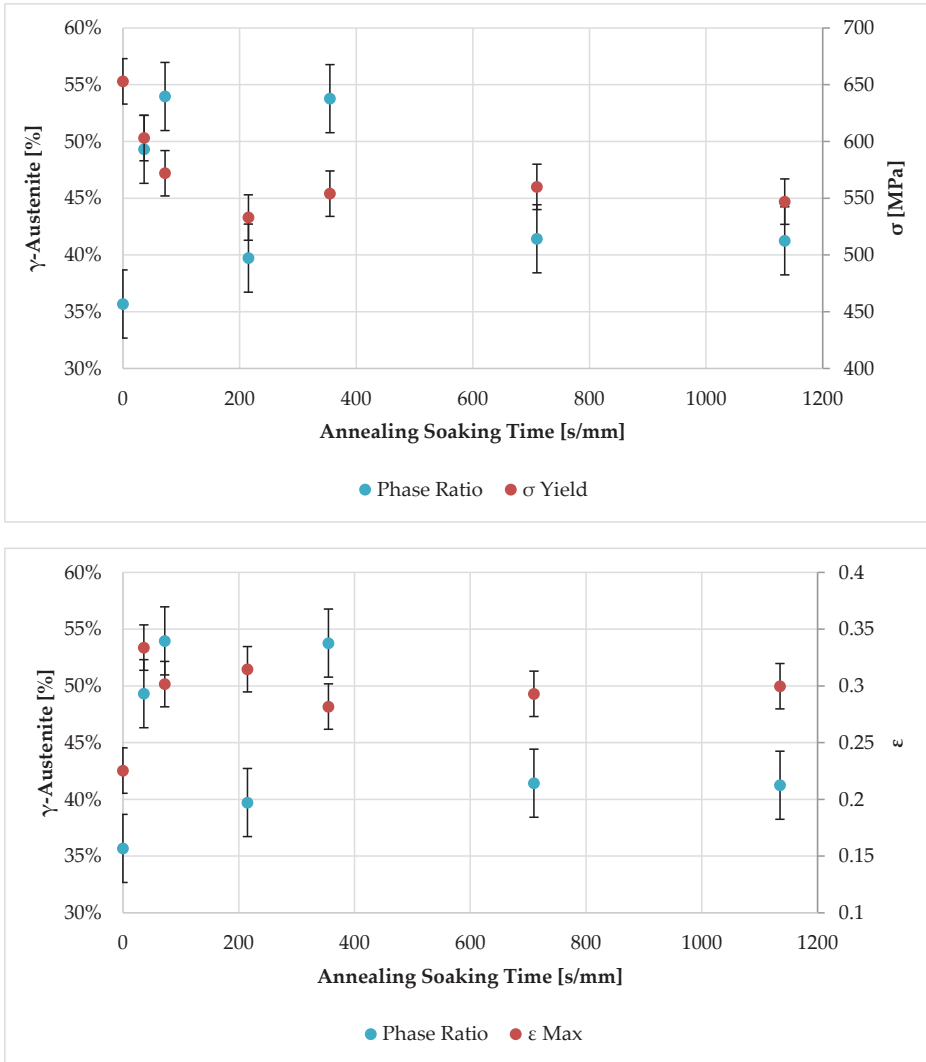 60%
55%
50%
45%
40%
35%
30%
γ-Austenite [%]
700
650
600
550
500
450
400
σ [MPa]
0 200 400 600 800 1000 1200
Annealing Soaking Time [s/mm]
Phase Ratio σ Yield
60%
55%
50%
45%
40%
35%
30%
γ-Austenite [%]
0.4
0.35
0.3
0.25
0.2
0.15
0.1
ε
0 200 400 600 800 1000 1200
Annealing Soaking Time [s/mm]
Phase Ratio ε Max